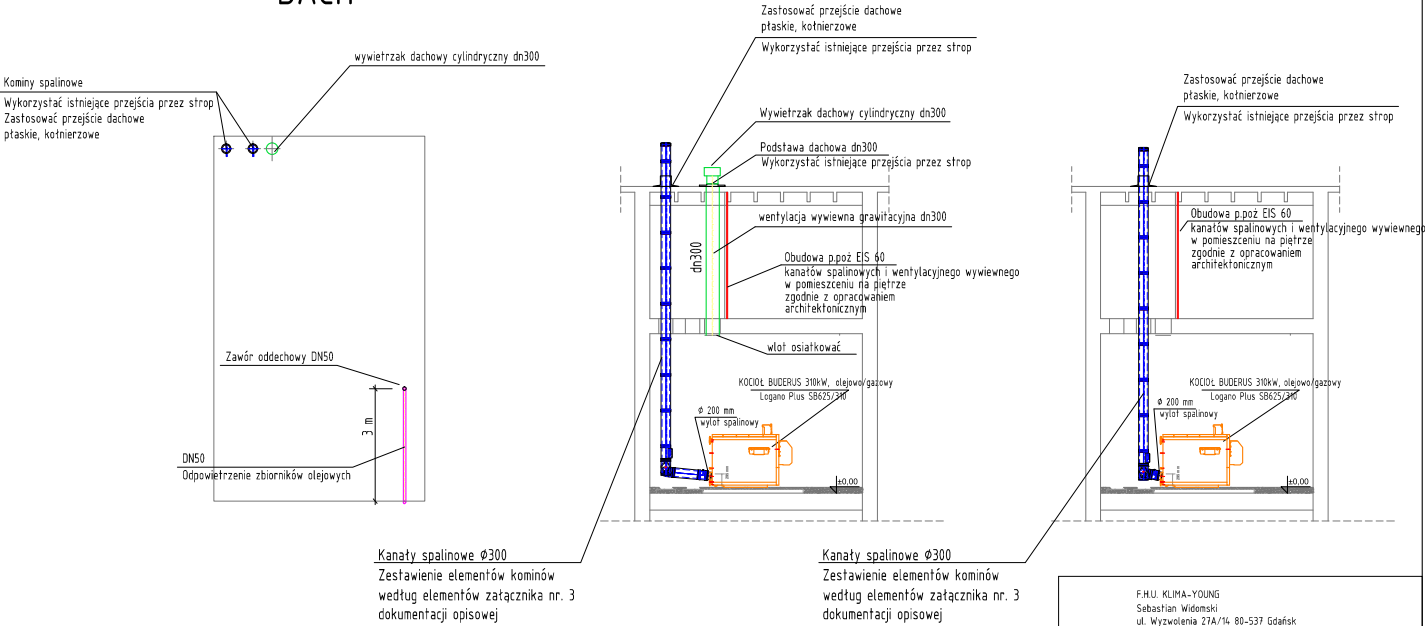 DACH
Kominy spalinowe
Wykorzystać istniejące przejścia przez strop
Zastosować przejście dachowe
płaskie, kołnierzowe
wywietrzak dachowy cylindryczny dn300
Zawór oddechowy DN50
3 m
DN50
Odpowietrzenie zbiorników olejowych
Zastosować przejście dachowe
płaskie, kołnierzowe
Wykorzystać istniejące przejścia przez strop
Wywietrzak dachowy cylindryczny dn300
Podstawa dachowa dn300
Wykorzystać istniejące przejścia przez strop
wentylacja wywiewna grawitacyjna dn300
dn300
Obudowa p.poż EIS 60
kanałów spalinowych i wentylacyjnego wywiewnego
w pomieszceniu na piętrze
zgodnie z opracowaniem
architektonicznym
wlot osiatkować
KOCIOŁ BUDERUS 310kW, olejowo/gazowy
Logano Plus SB625/310
Ø 200 mm
wylot spalinowy
±0,00
Kanały spalinowe Ø300
Zestawienie elementów kominów
według elementów załącznika nr. 3
dokumentacji opisowej
Zastosować przejście dachowe
płaskie, kołnierzowe
Wykorzystać istniejące przejścia przez strop
Obudowa p.poż EIS 60
kanałów spalinowych i wentylacyjnego wywiewnego
w pomieszceniu na piętrze
zgodnie z opracowaniem
architektonicznym
KOCIOŁ BUDERUS 310kW, olejowo/gazowy
Logano Plus SB625/310
Ø 200 mm
wylot spalinowy
±0,00
Kanały spalinowe Ø300
Zestawienie elementów kominów
według elementów załącznika nr. 3
dokumentacji opisowej
F.H.U. KLIMA-YOUNG
Sebastian Widomski
ul. Wyzwolenia 27A/14 80-537 Gdańsk